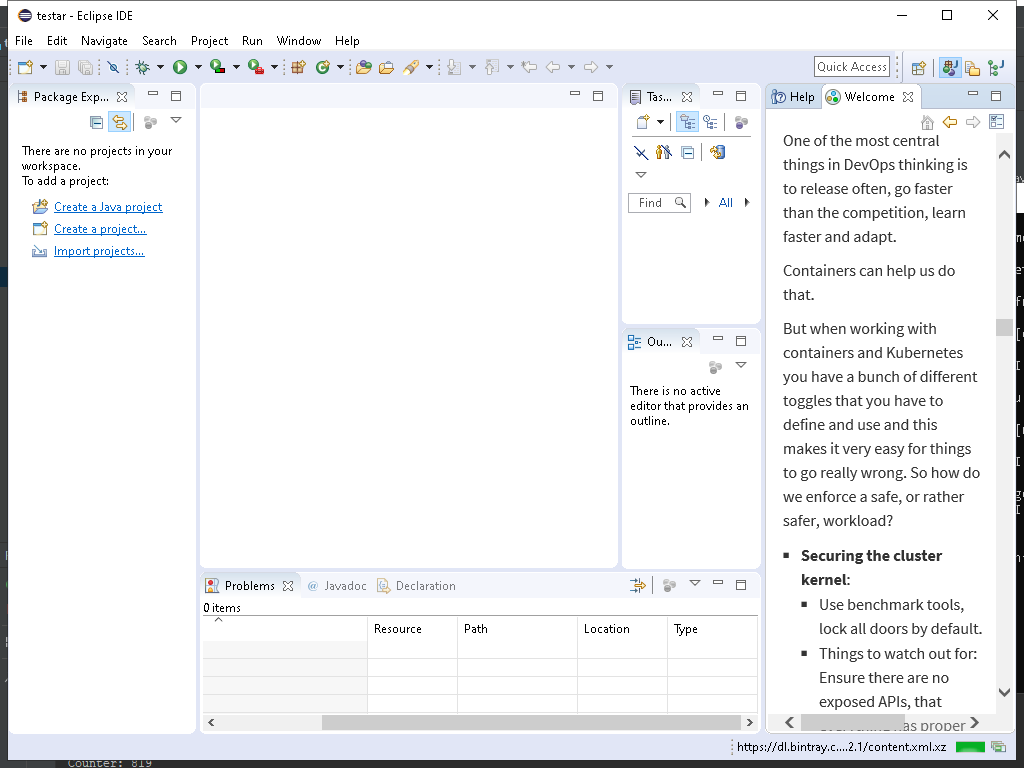 testar - Eclipse IDE
File Edit Navigate Search Project Run Window Help
Quick Access
Package Exp...
There are no projects in your
workspace.
To add a project:
Create a Java project
Create a project...
Import projects...
Tas...
Find
All
Ou...
There is no active
editor that provides an
outline.
Help Welcome
One of the most central
things in DevOps thinking is
to release often, go faster
than the competition, learn
faster and adapt.
Containers can help us do
that.
But when working with
containers and Kubernetes
you have a bunch of different
toggles that you have to
define and use and this
makes it very easy for things
to go really wrong. So how do
we enforce a safe, or rather
safer, workload?
Securing the cluster
kernel:
Use benchmark tools,
lock all doors by default.
Things to watch out for:
Ensure there are no
exposed APIs, that
everything has proper
Problems @ Javadoc Declaration
0 items
Resource Path Location Type
https://dl.bintray.c....2.1/content.xml.xz
Counter: 819